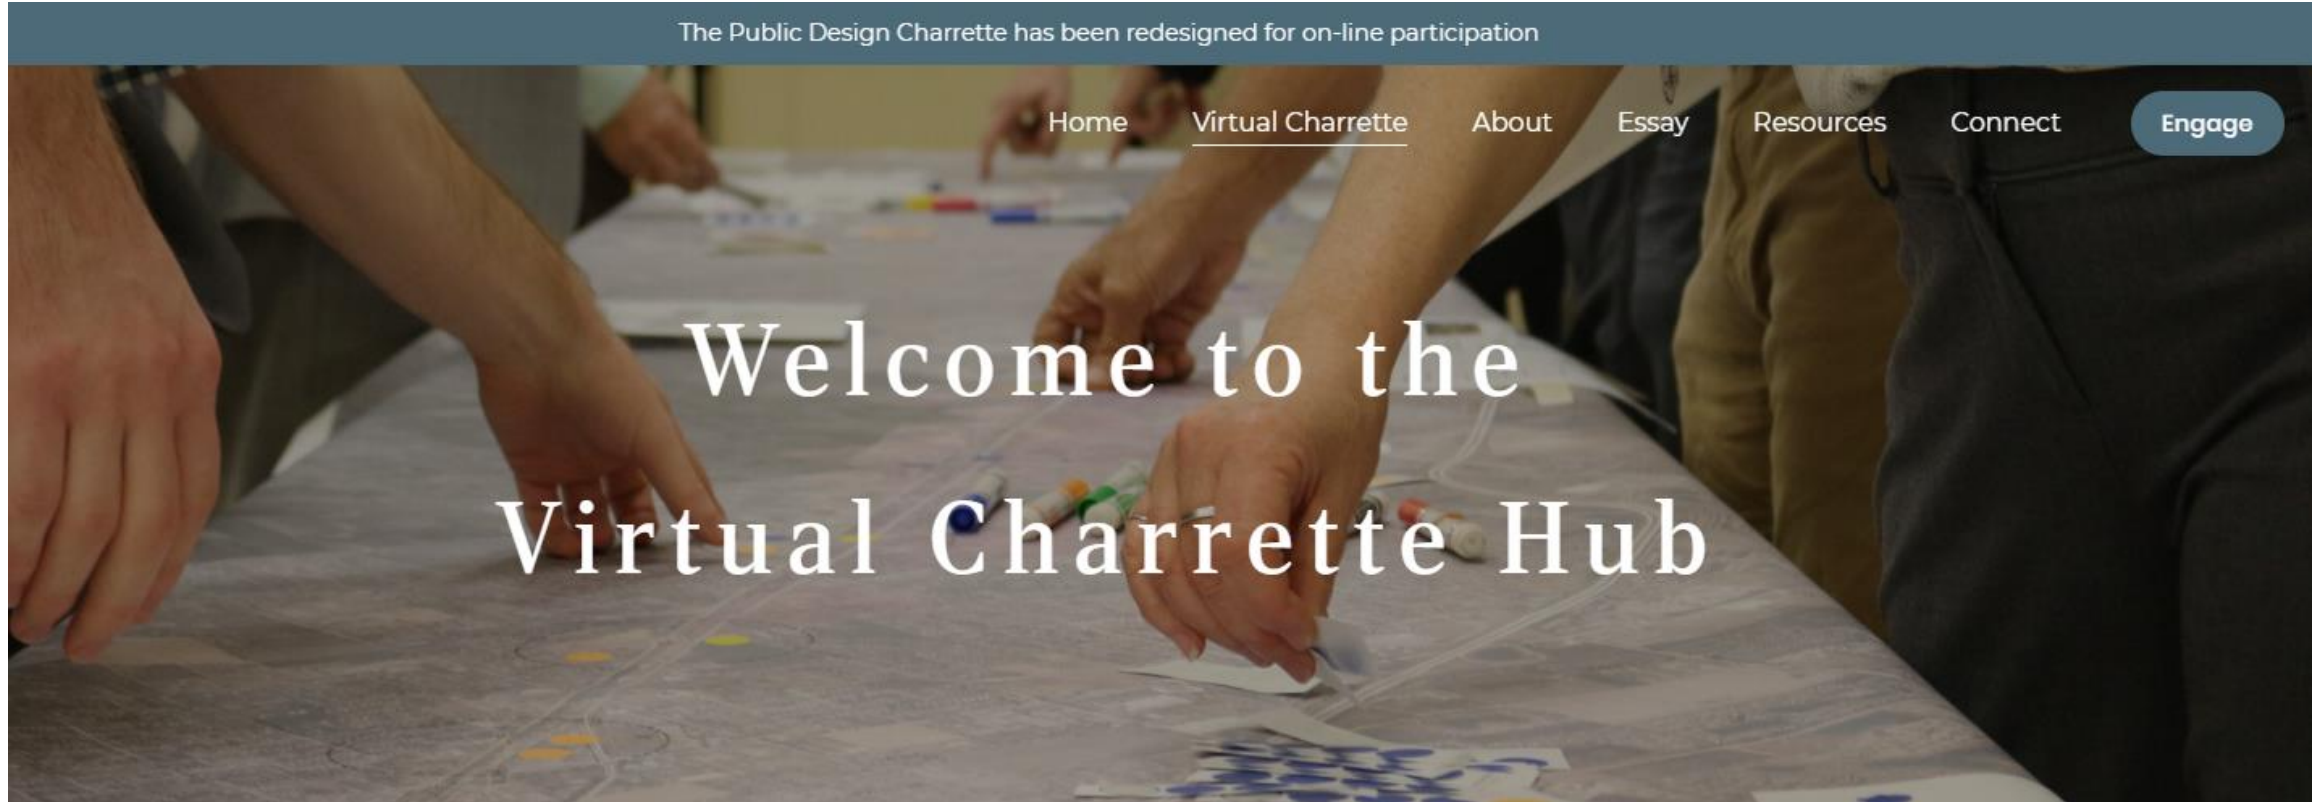 The Public Design Charrette has been redesigned for on-line participation
Home Virtual Charrette About Essay Resources Connect Engage
Welcome to the
Virtual Charrette Hub